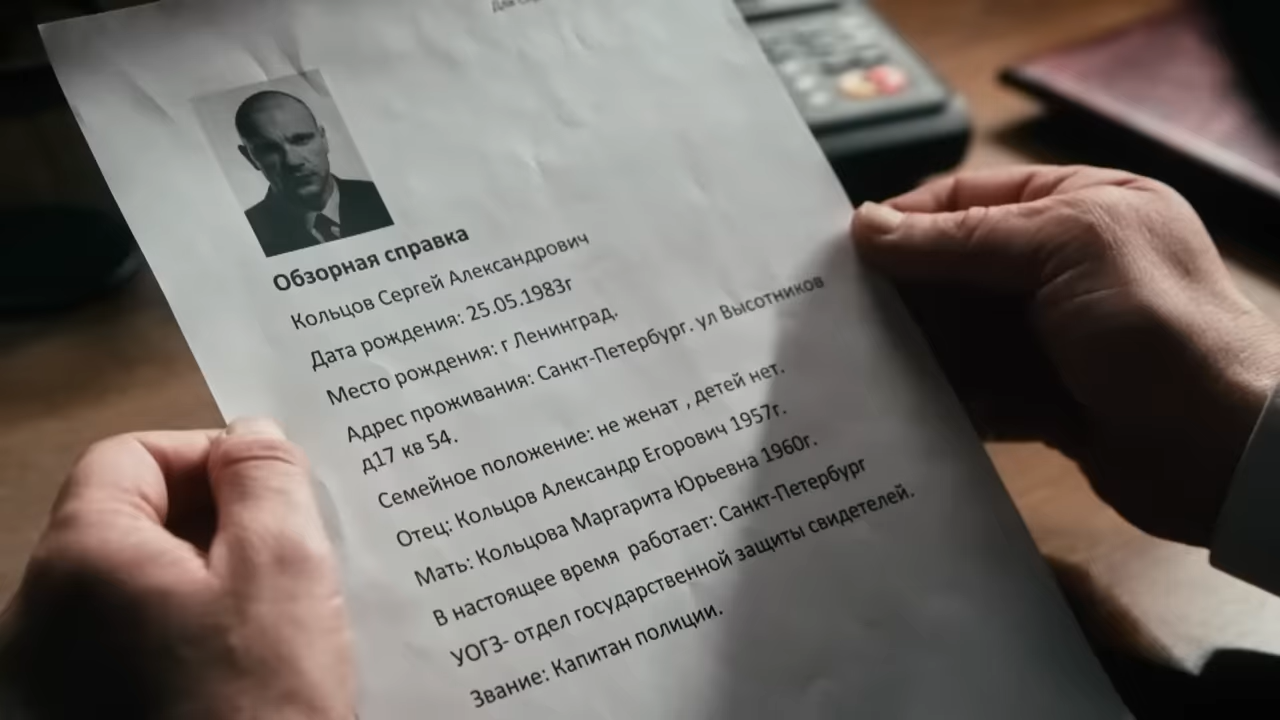 Для
Обзорная справка
Кольцов Сергей Александрович
Дата рождения: 25.05.1983г
Место рождения: г Ленинград.
Адрес проживания: Санкт-Петербург. ул Высотников
д17 кв 54.
Семейное положение: не женат , детей нет.
Отец: Кольцов Александр Егорович 1957г.
Мать: Кольцова Маргарита Юрьевна 1960г.
В настоящее время работает: Санкт-Петербург
УОГЗ- отдел государственной защиты свидетелей.
Звание: Капитан полиции.